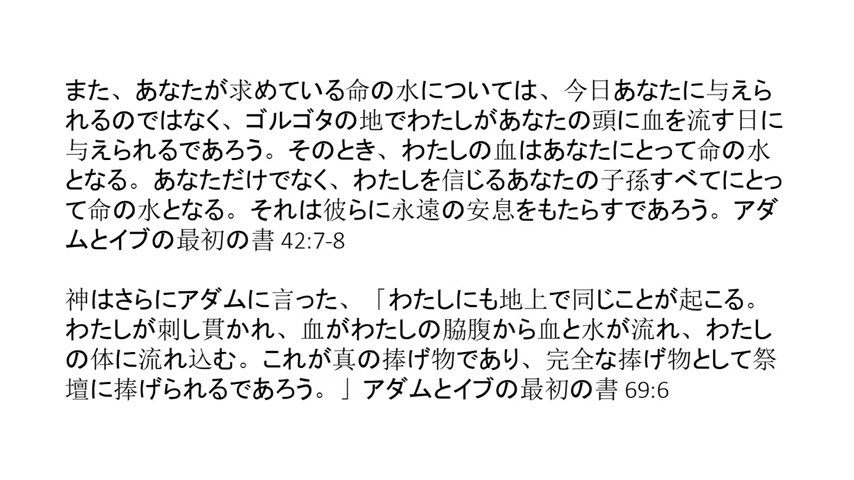 また、あなたが求めている命の水については、今日あなたに与えら
れるのではなく、ゴルゴタの地でわたしがあなたの頭に血を流す日に
与えられるであろう。そのとき、わたしの血はあなたにとって命の水
となる。あなただけでなく、わたしを信じるあなたの子孫すべてにとっ
て命の水となる。それは彼らに永遠の安息をもたらすであろう。アダ
ムとイブの最初の書 42:7-8
神はさらにアダムに言った、「わたしにも地上で同じことが起こる。
わたしが刺し貫かれ、血がわたしの脇腹から血と水が流れ、わたし
の体に流れ込む。これが真の捧げ物であり、完全な捧げ物として祭
壇に捧げられるであろう。」アダムとイブの最初の書 69:6